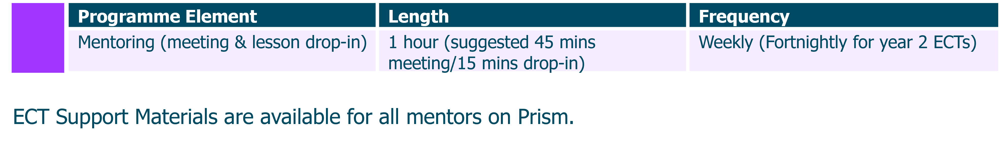 Programme Element
Length
Frequency
Mentoring (meeting & lesson drop-in)
1 hour (suggested 45 mins
meeting/15 mins drop-in)
Weekly (Fortnightly for year 2 ECTs)
ECT Support Materials are available for all mentors on Prism.